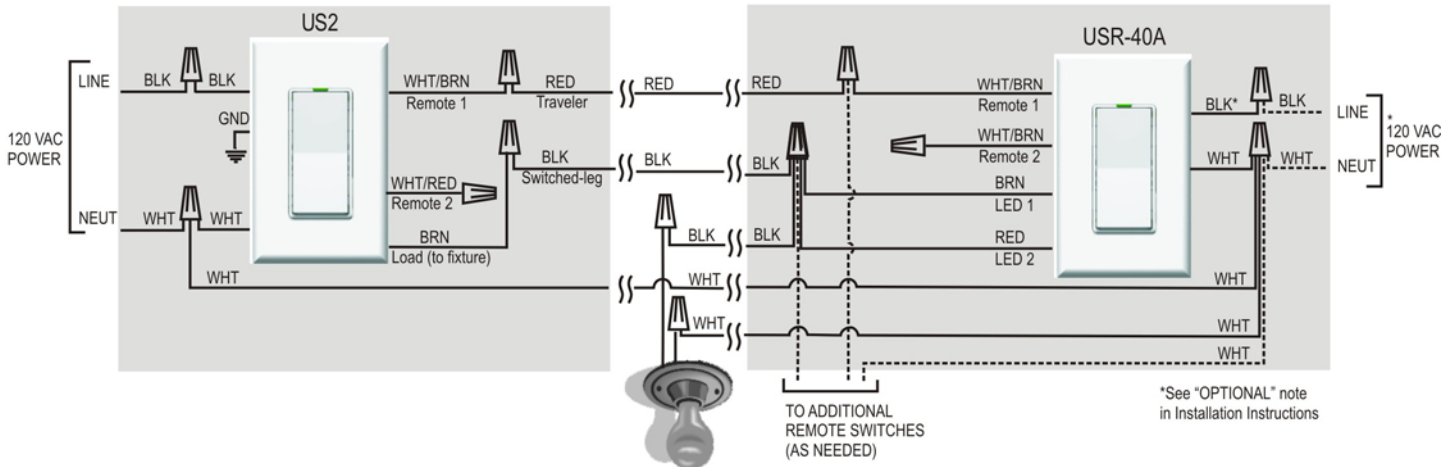 US2
USR-40A
LINE
BLK
BLK
WHT/BRN
Remote 1
RED
Traveler
RED
RED
WHT/BRN
Remote 1
BLK*
BLK
LINE
GND
120 VAC
POWER
BLK
Switched-leg
BLK
BLK
WHT/BRN
Remote 2
WHT
WHT
NEUT
*
120 VAC
POWER
WHT/RED
Remote 2
BRN
LED 1
NEUT
WHT
WHT
BRN
Load (to fixture)
BLK
BLK
RED
LED 2
WHT
WHT
WHT
WHT
WHT
WHT
TO ADDITIONAL
REMOTE SWITCHES
(AS NEEDED)
*See "OPTIONAL" note
in Installation Instructions